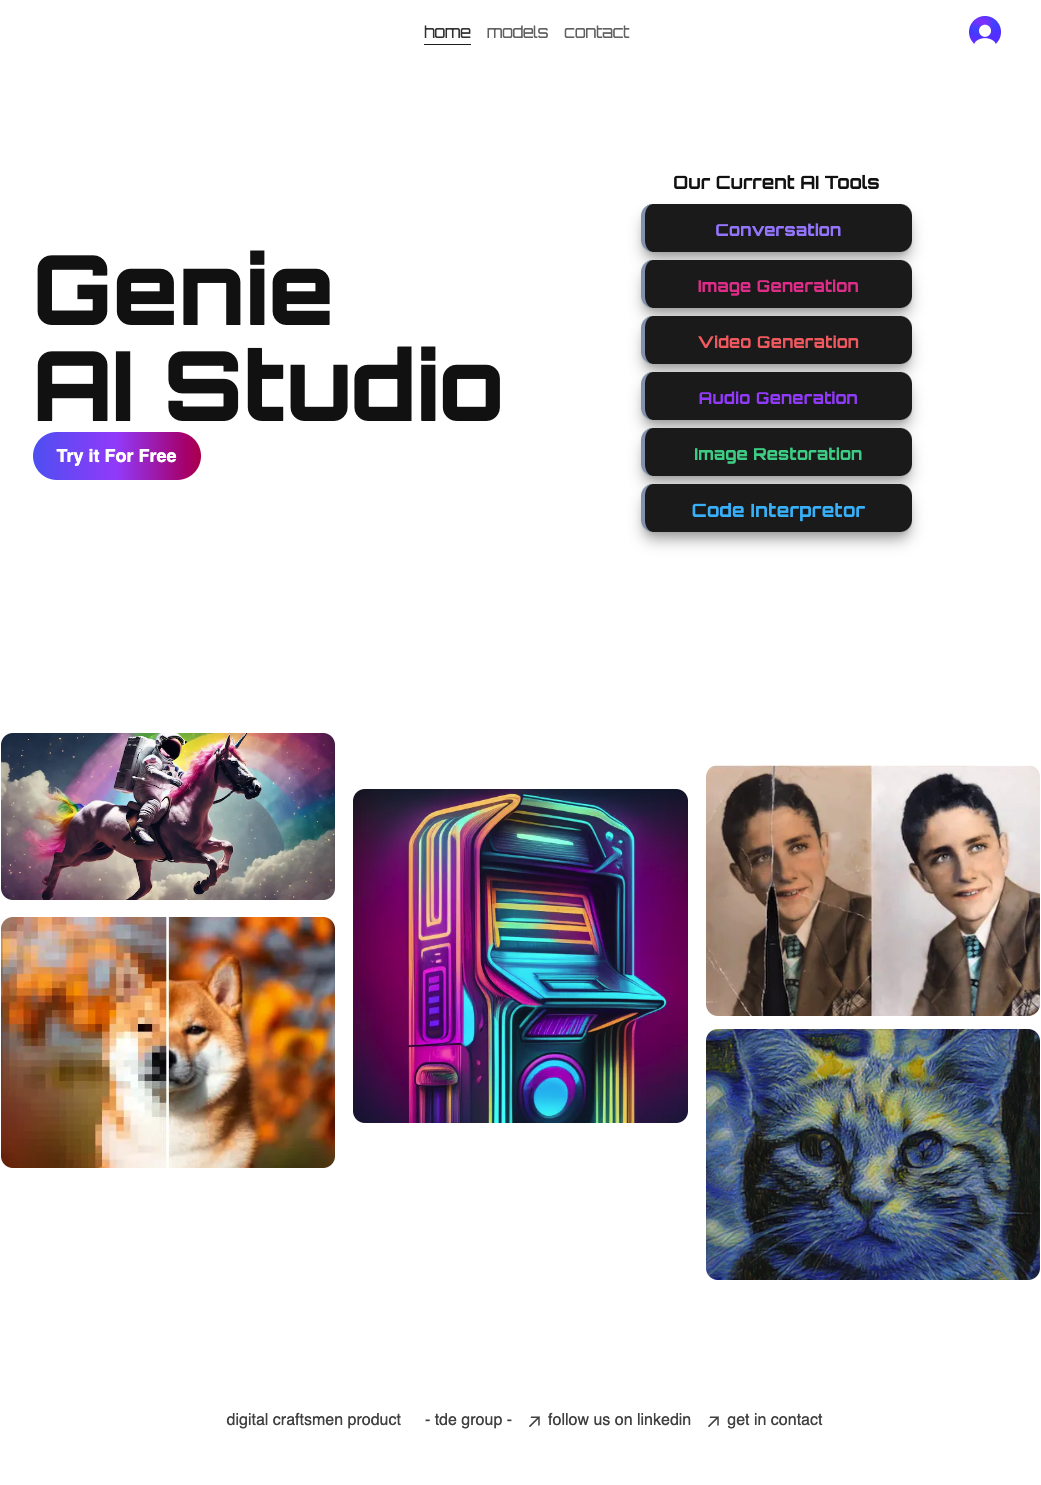 home models contact
Genie
AI Studio
Try it For Free
Our Current AI Tools
Conversation
Image Generation
Video Generation
Audio Generation
Image Restoration
Code Interpretor
digital craftsmen product - tde group - follow us on linkedin get in contact